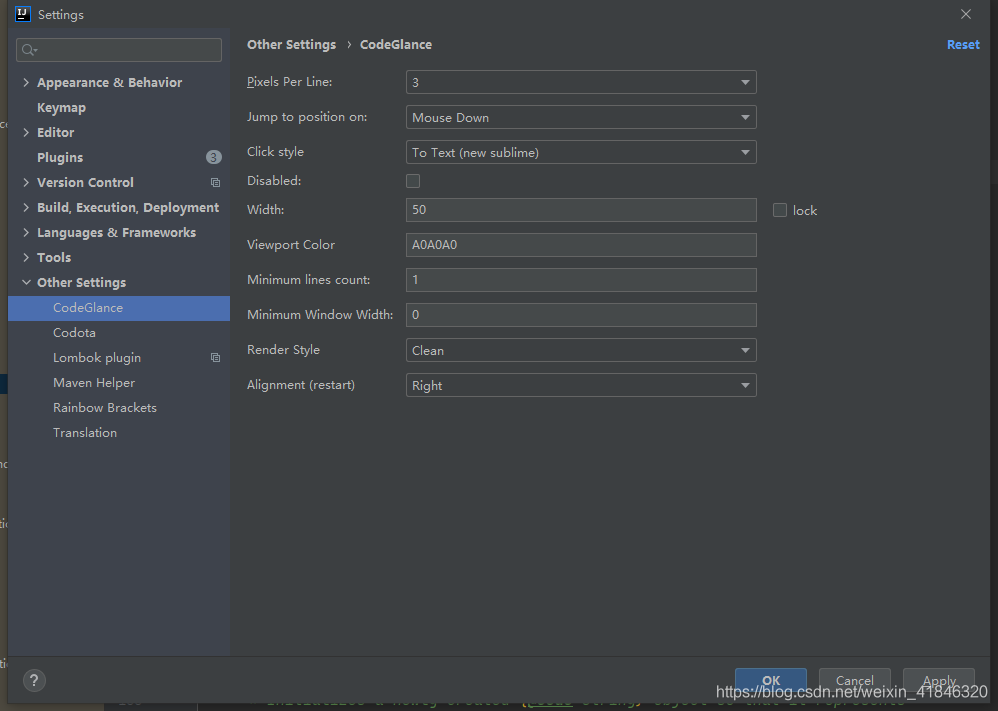 Settings
Other Settings › CodeGlance
Reset
Appearance & Behavior
Keymap
Editor
Plugins 3
Version Control
Build, Execution, Deployment
Languages & Frameworks
Tools
Other Settings
CodeGlance
Codota
Lombok plugin
Maven Helper
Rainbow Brackets
Translation
Pixels Per Line: 3
Jump to position on: Mouse Down
Click style To Text (new sublime)
Disabled:
Width: 50 lock
Viewport Color A0A0A0
Minimum lines count: 1
Minimum Window Width: 0
Render Style Clean
Alignment (restart) Right
?
OK Cancel Apply
https://blog.csdn.net/weixin_41846320